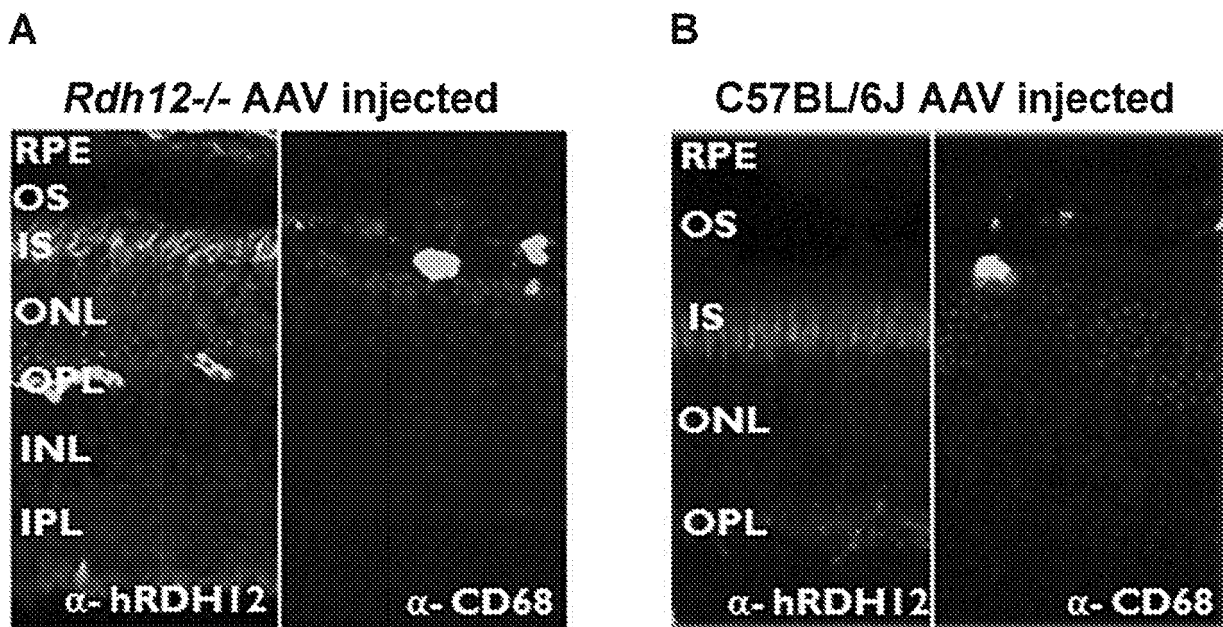 A
Rdh12-/- AAV injected
RPE
OS
IS
ONL
OPL
INL
IPL
α- hRDH12
α- CD68
B
C57BL/6J AAV injected
RPE
OS
IS
ONL
OPL
α- hRDH12
α- CD68